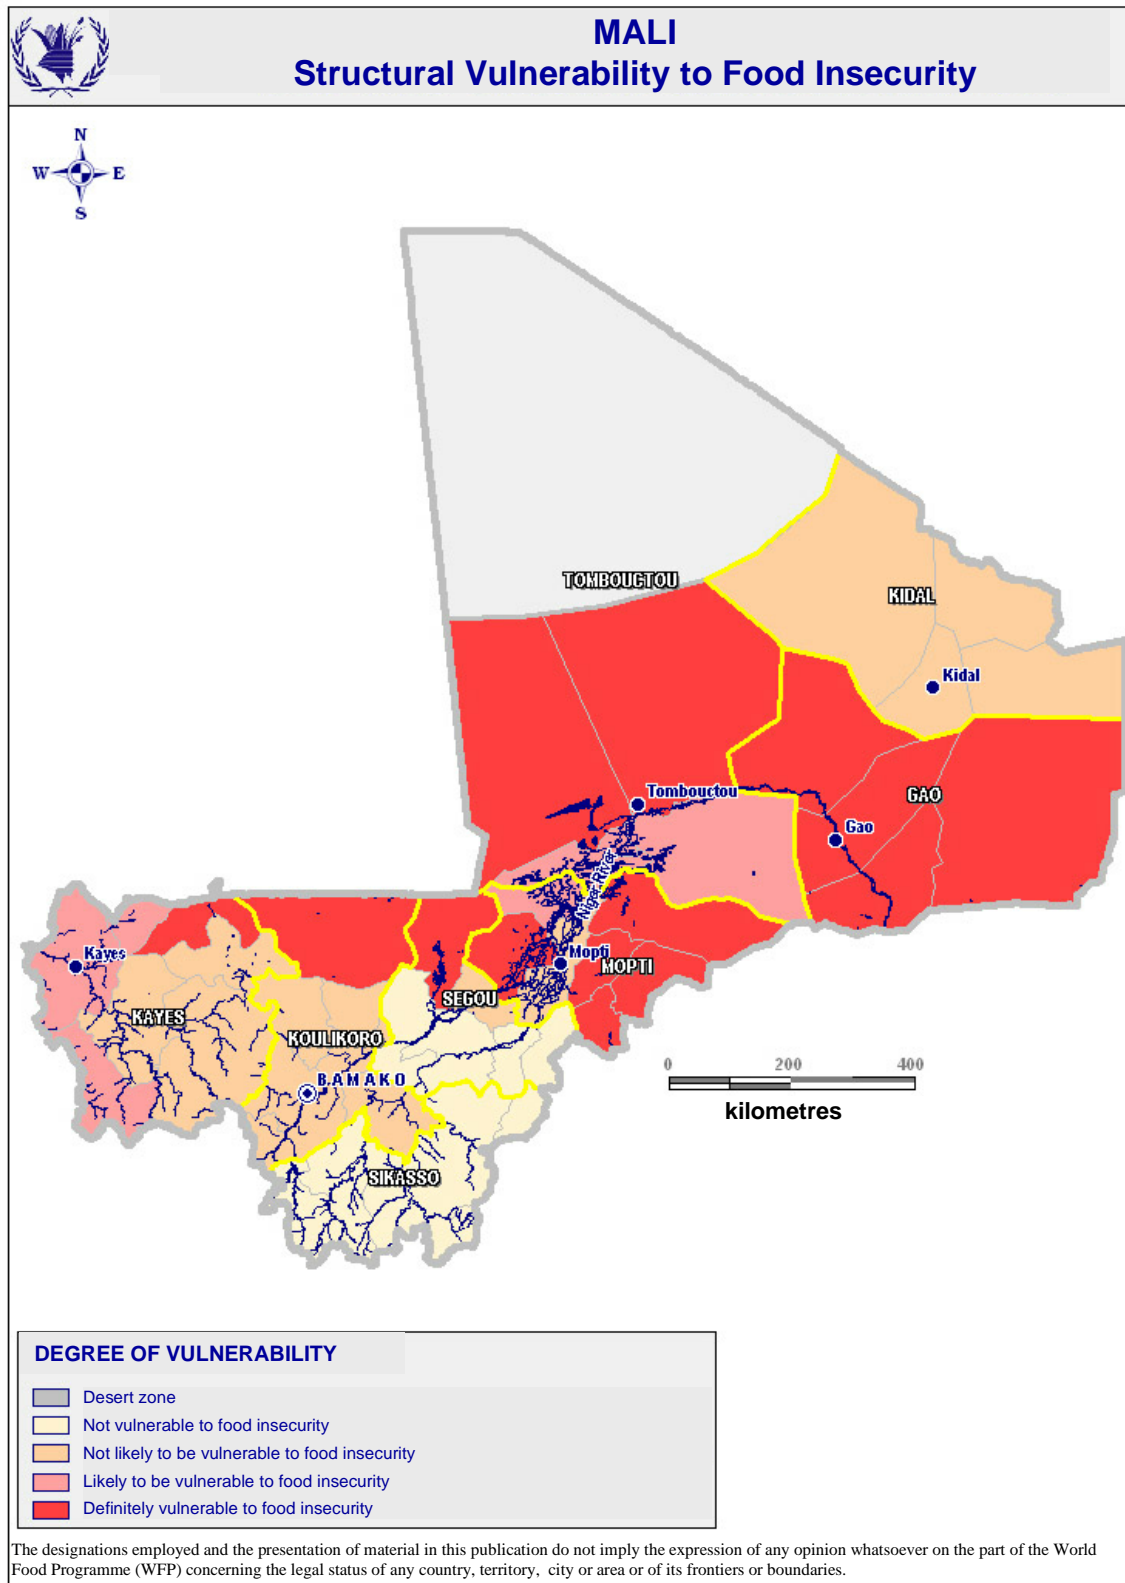 MALI
Structural Vulnerability to Food Insecurity
N
W E
S
TOMBOUCTOU
KIDAL
Kidal
Tombouctou
GAO
Gao
Niger River
Kayes
Mopti
MOPTI
SEGOU
KAYES
KOULIKORO
BAMAKO
0 200 400
kilometres
SIKASSO
DEGREE OF VULNERABILITY
Desert zone
Not vulnerable to food insecurity
Not likely to be vulnerable to food insecurity
Likely to be vulnerable to food insecurity
Definitely vulnerable to food insecurity
The designations employed and the presentation of material in this publication do not imply the expression of any opinion whatsoever on the part of the World
Food Programme (WFP) concerning the legal status of any country, territory, city or area or of its frontiers or boundaries.